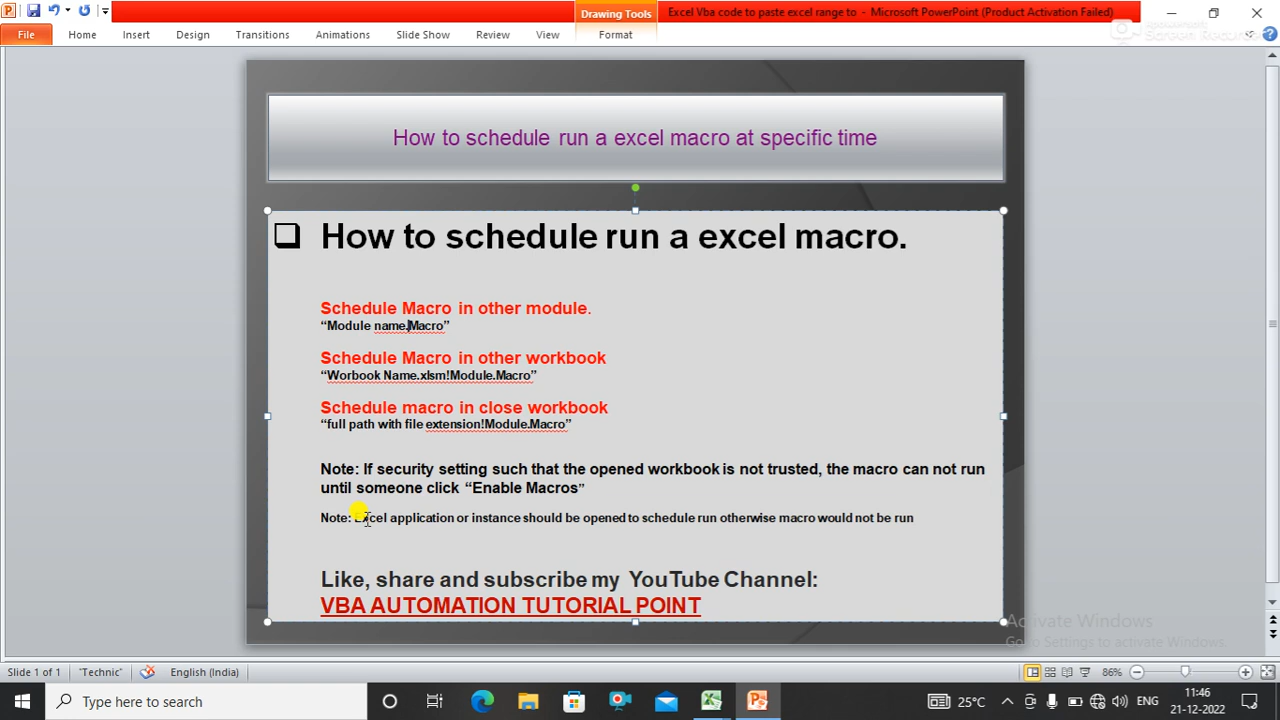 Drawing Tools
Excel Vba code to paste excel range to - Microsoft PowerPoint (Product Activation Failed)
File Home Insert Design Transitions Animations Slide Show Review View Format
How to schedule run a excel macro at specific time
How to schedule run a excel macro.
Schedule Macro in other module.
“Module name.Macro”
Schedule Macro in other workbook
“Worbook Name.xlsm!Module.Macro”
Schedule macro in close workbook
“full path with file extension!Module.Macro”
Note: If security setting such that the opened workbook is not trusted, the macro can not run
until someone click “Enable Macros”
Note: Excel application or instance should be opened to schedule run otherwise macro would not be run
Like, share and subscribe my YouTube Channel:
VBA AUTOMATION TUTORIAL POINT
Activate Windows
Go to Settings to activate Windows.
Slide 1 of 1 "Technic" English (India) 86%
Type here to search
25°C ENG 11:46
21-12-2022